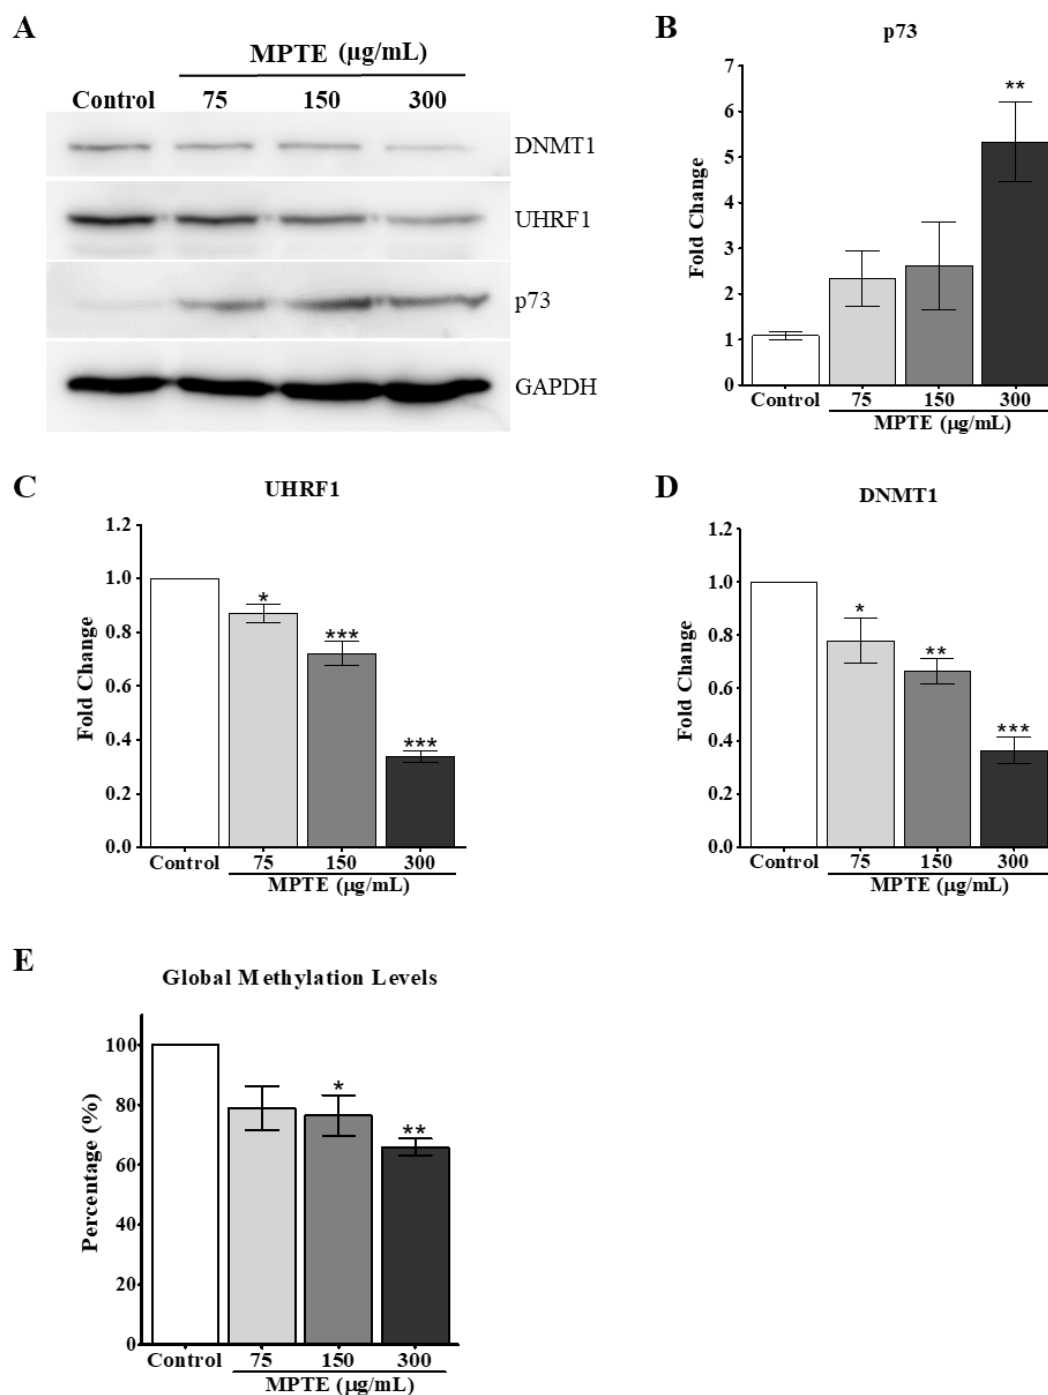 A
MPTE (µg/mL)
Control 75 150 300
DNMT1
UHRF1
p73
GAPDH
B
p73
Fold Change
7
6
5
4
3
2
1
0
**
Control 75 150 300
MPTE (µg/mL)
C
UHRF1
Fold Change
1.2
1.0
0.8
0.6
0.4
0.2
0.0
*
***
***
Control 75 150 300
MPTE (µg/mL)
D
DNMT1
Fold Change
1.2
1.0
0.8
0.6
0.4
0.2
0.0
*
**
***
Control 75 150 300
MPTE (µg/mL)
E
Global Methylation Levels
Percentage (%)
100
80
60
40
20
0
*
**
Control 75 150 300
MPTE (µg/mL)